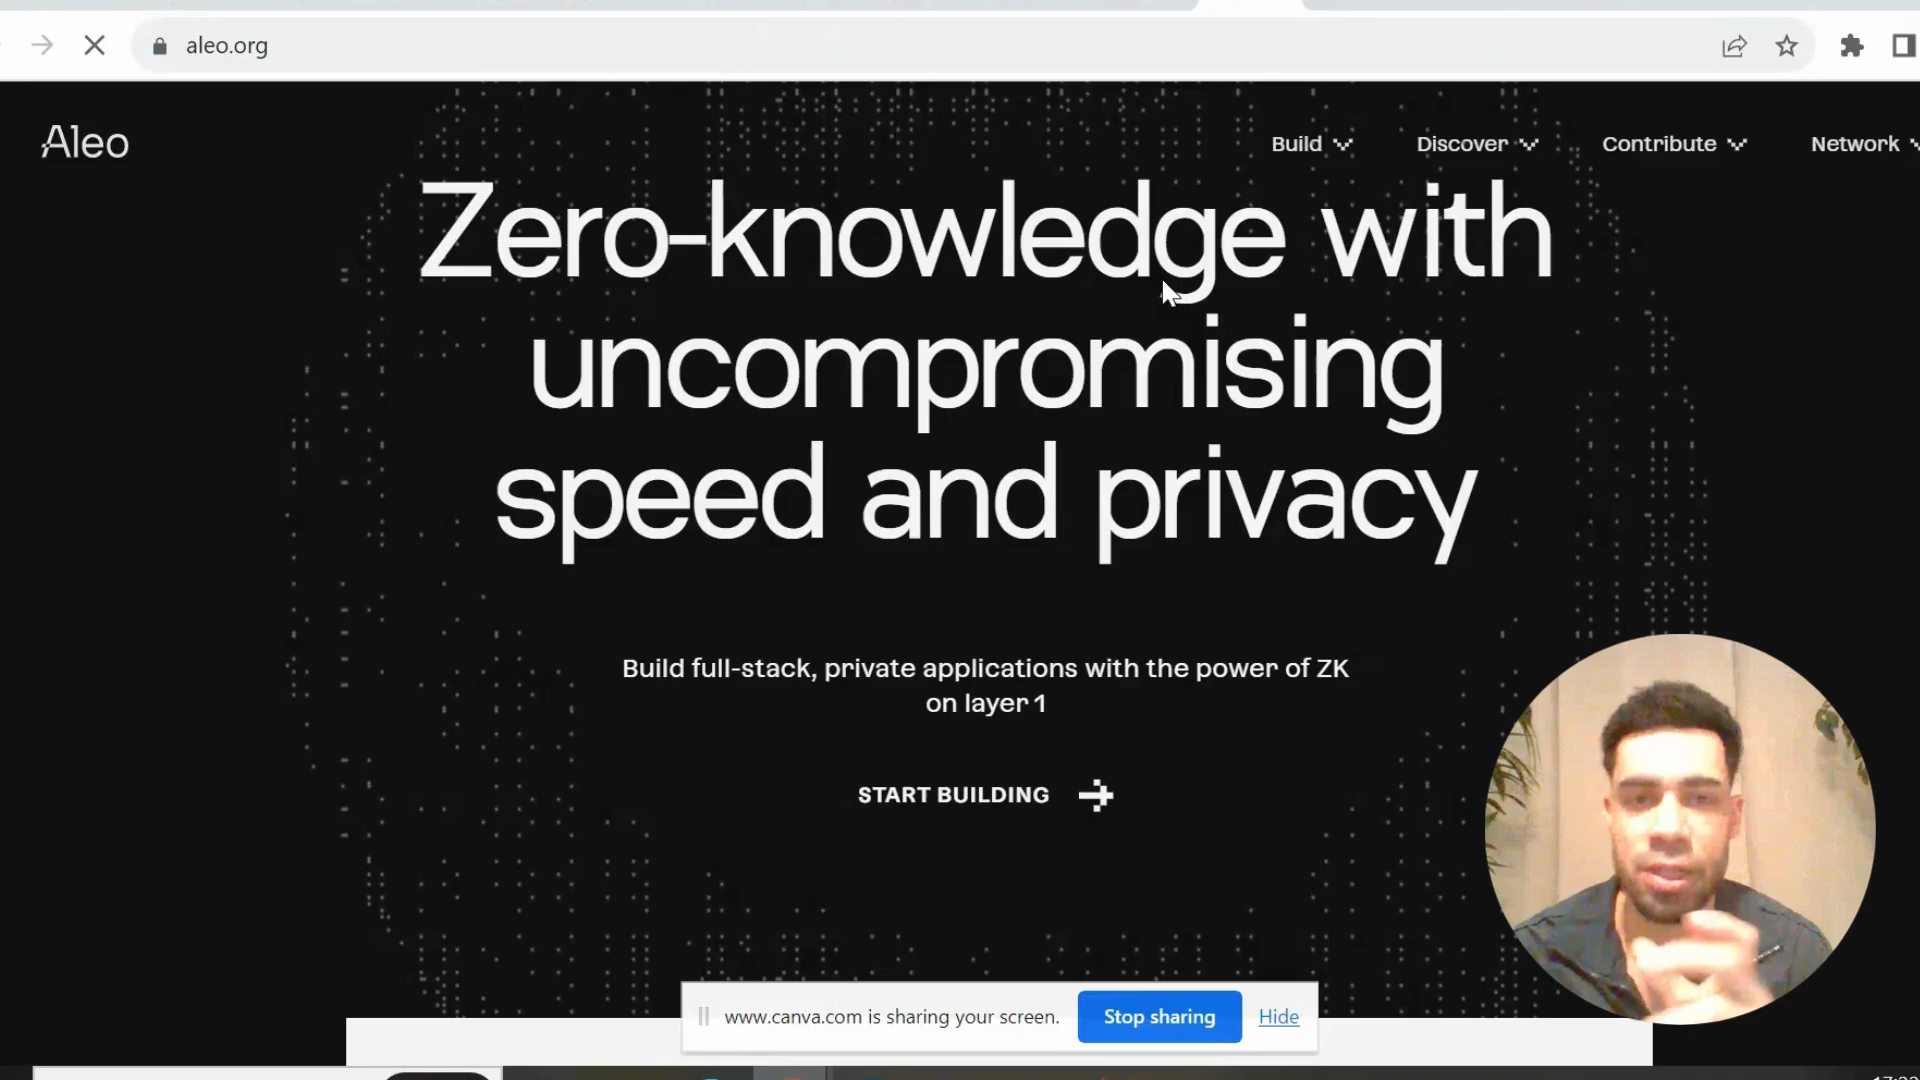 aleo.org
Aleo
Build
Discover
Contribute
Network
Zero-knowledge with
uncompromising
speed and privacy
Build full-stack, private applications with the power of ZK
on layer 1
START BUILDING
www.canva.com is sharing your screen.
Stop sharing
Hide